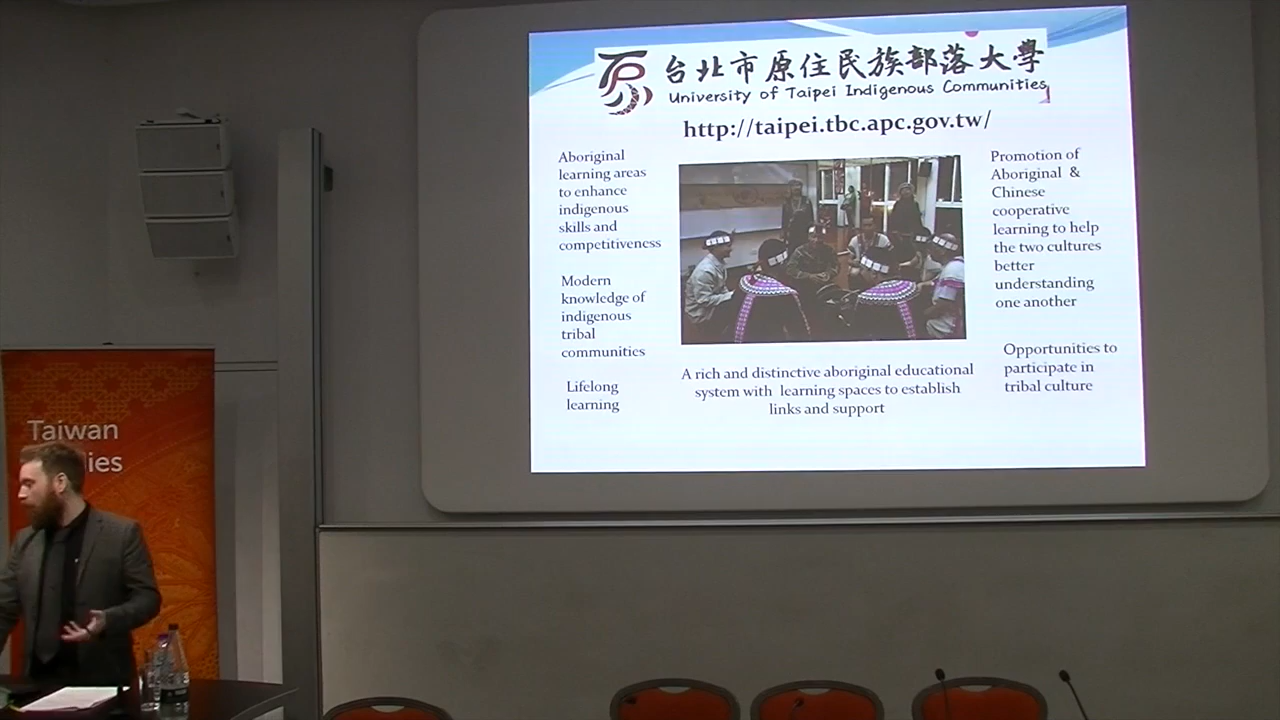 台北市原住民族部落大學
University of Taipei Indigenous Communities
http://taipei.tbc.apc.gov.tw/
Aboriginal
learning areas
to enhance
indigenous
skills and
competitiveness
Modern
knowledge of
indigenous
tribal
communities
Lifelong
learning
A rich and distinctive aboriginal educational
system with learning spaces to establish
links and support
Promotion of
Aboriginal &
Chinese
cooperative
learning to help
the two cultures
better
understanding
one another
Opportunities to
participate in
tribal culture
Taiwan
ies